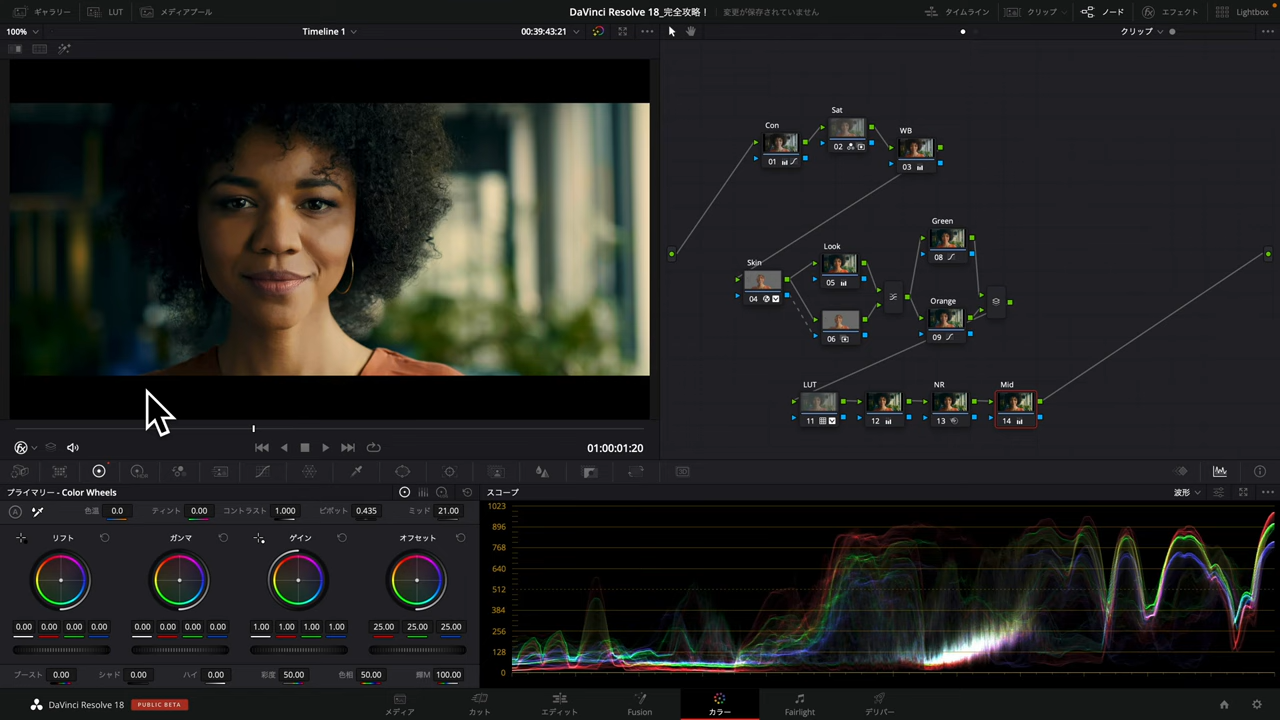 ギャラリー LUT メディアプール DaVinci Resolve 18_完全攻略！ 変更が保存されていません タイムライン クリップ ノード エフェクト Lightbox
100% Timeline 1 00:39:43:21 クリップ
Sat
Con
WB
02
01
03
Green
Look
08
Skin
05
04
Orange
06
09
LUT NR Mid
11 12 13 14
01:00:01:20
プライマリー - Color Wheels スコープ 波形
色温 0.0 ティント 0.00 コントラスト 1.000 ピボット 0.435 ミッド 21.00
リフト ガンマ ゲイン オフセット
0.00 0.00 0.00 0.00 0.00 0.00 0.00 0.00 1.00 1.00 1.00 1.00 25.00 25.00 25.00
ブースト 0.00 シャド 0.00 ハイ 0.00 彩度 50.00 色相 50.00 輝M 100.00
1023
896
768
640
512
384
256
128
0
DaVinci Resolve 18 PUBLIC BETA メディア カット エディット Fusion カラー Fairlight デリバー